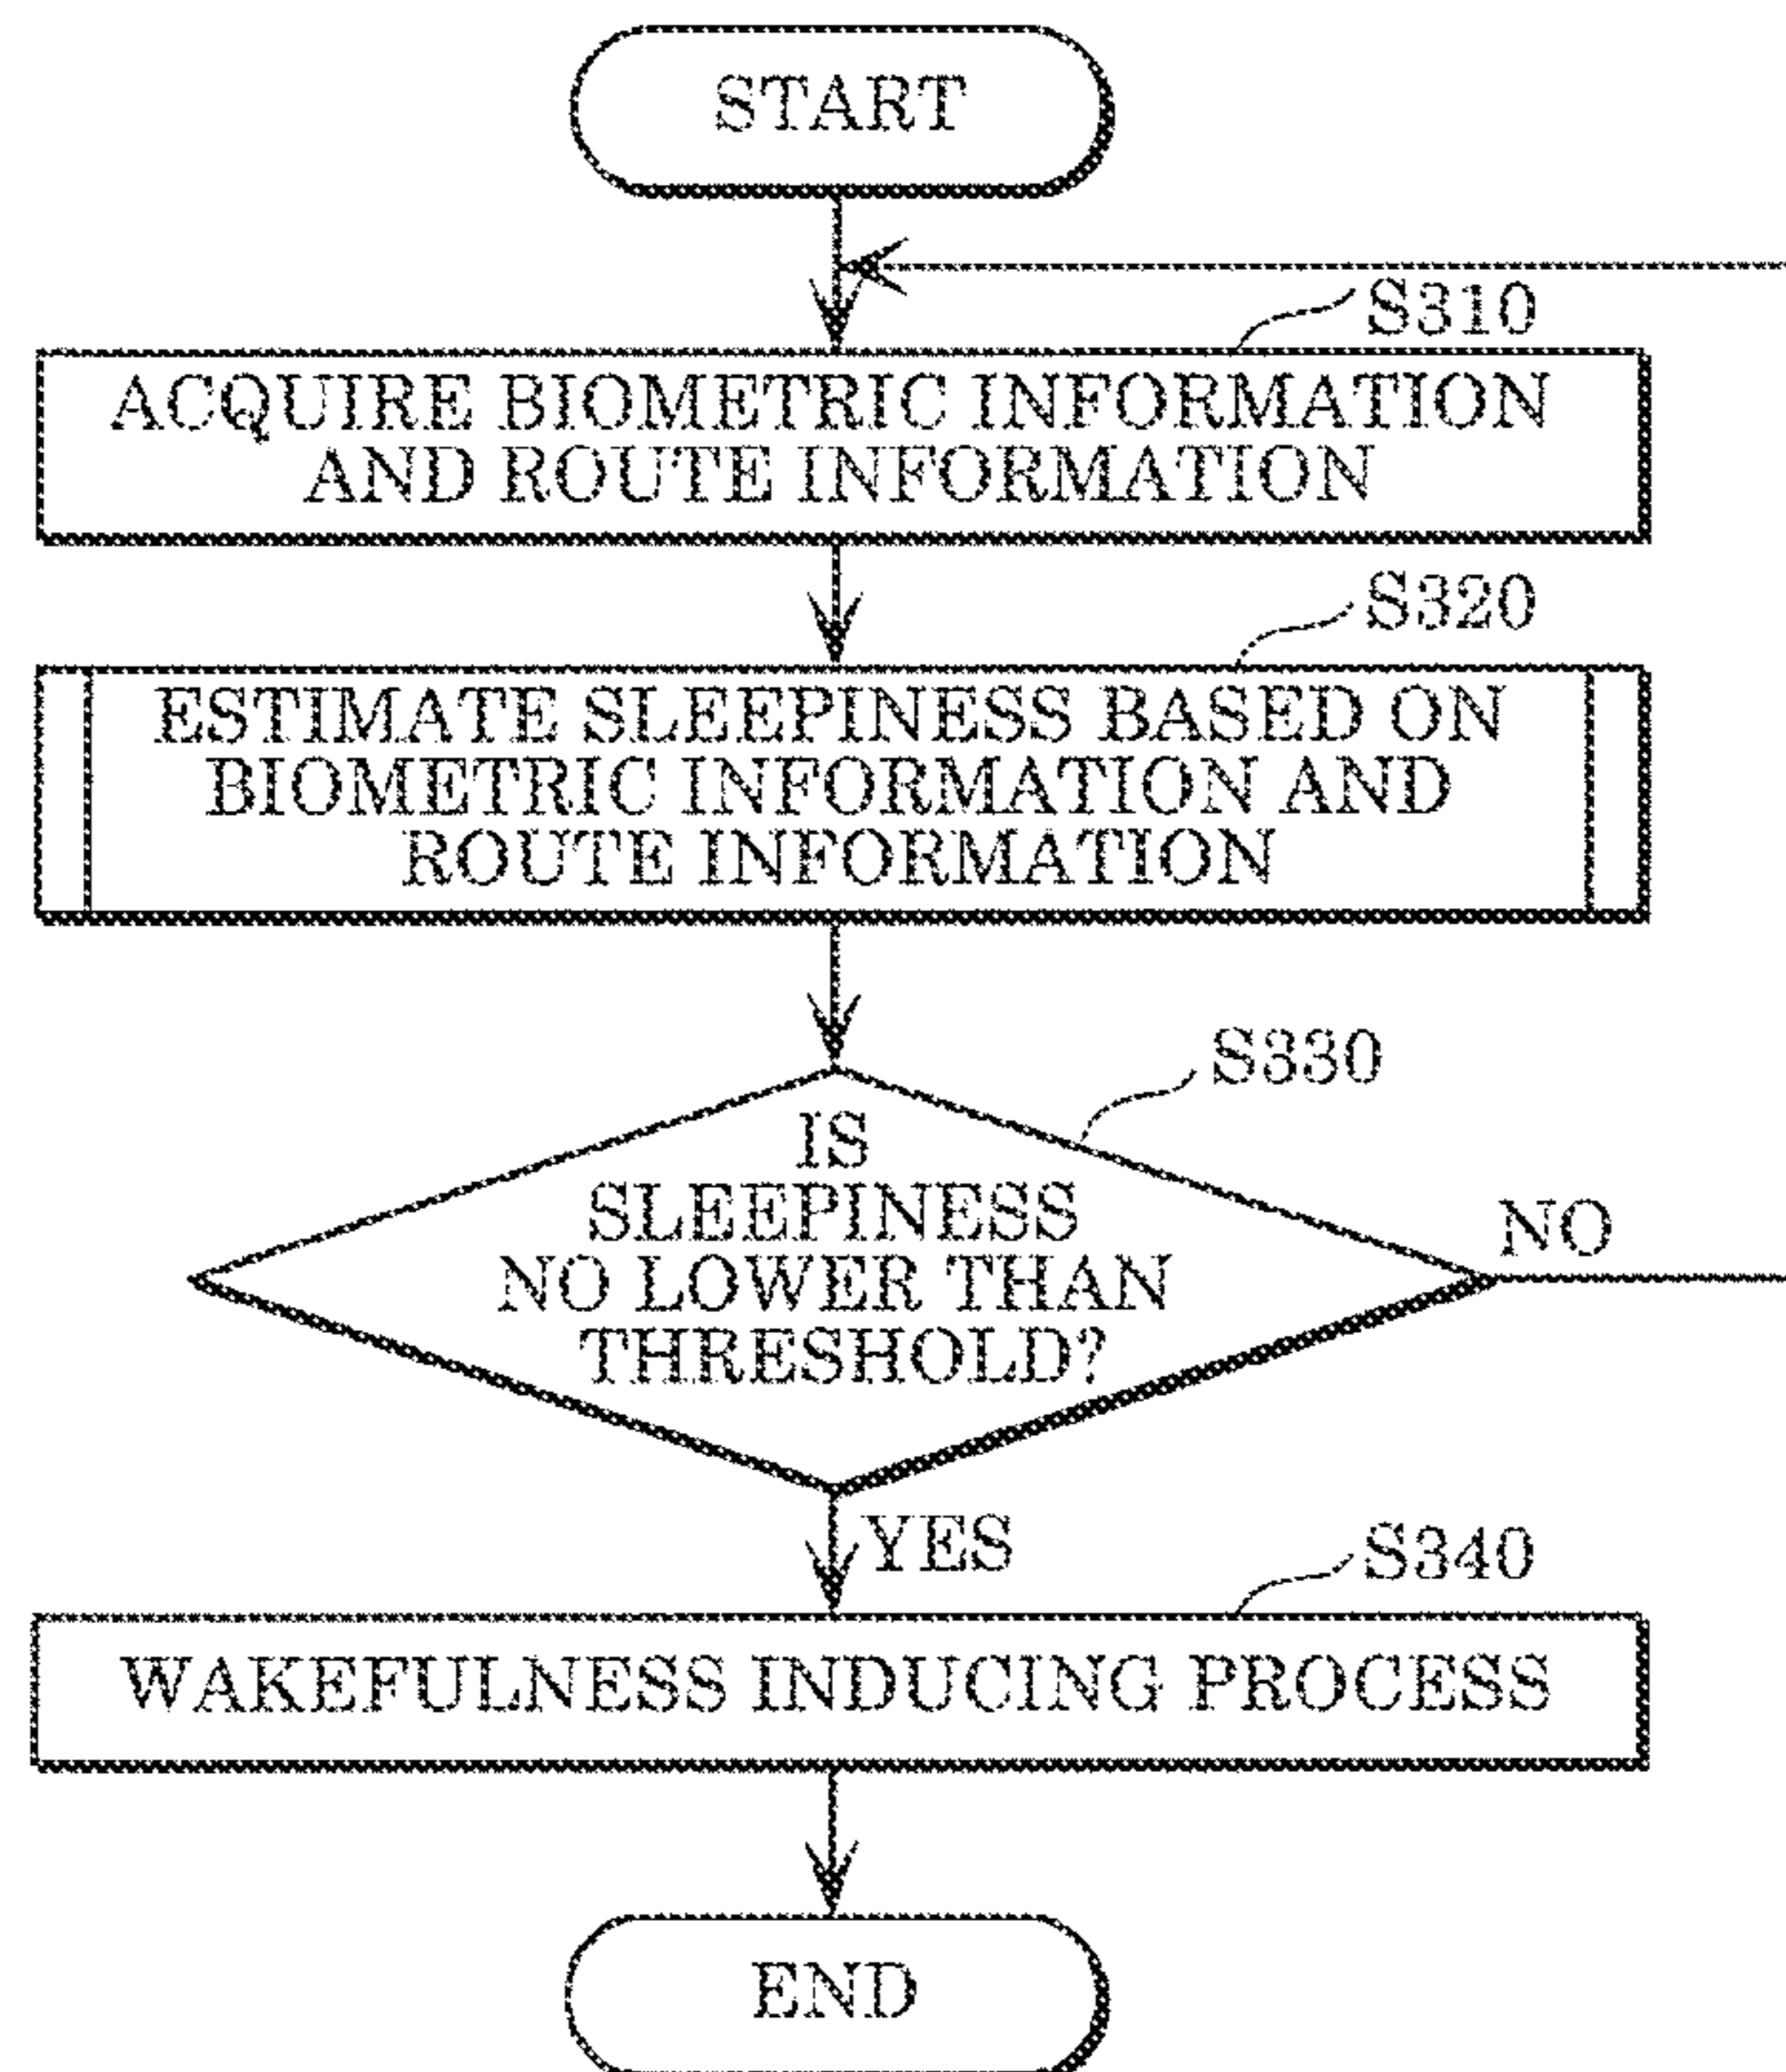 START
S310
ACQUIRE BIOMETRIC INFORMATION
AND ROUTE INFORMATION
S320
ESTIMATE SLEEPINESS BASED ON
BIOMETRIC INFORMATION AND
ROUTE INFORMATION
S330
IS
SLEEPINESS
NO LOWER THAN
THRESHOLD?
NO
YES
S340
WAKEFULNESS INDUCING PROCESS
END